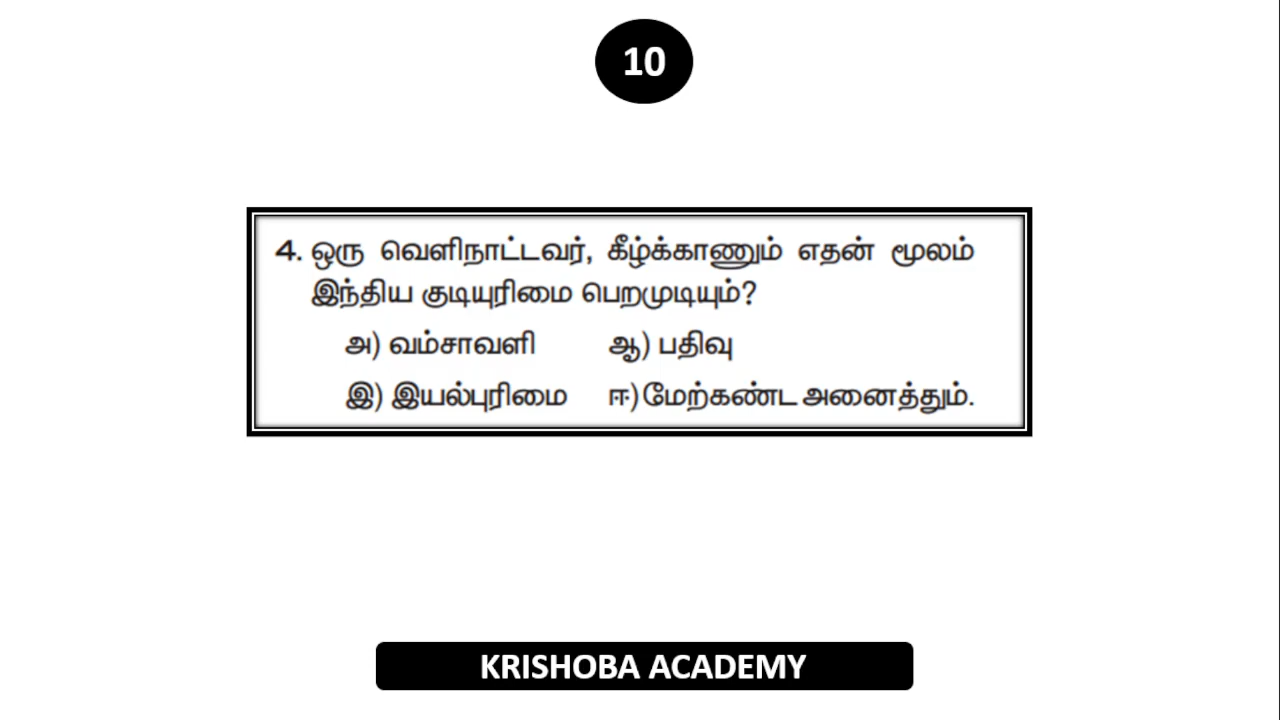 10
4. ஒரு வெளிநாட்டவர், கீழ்க்காணும் எதன் மூலம்
இந்திய குடியுரிமை பெறமுடியும்?
அ) வம்சாவளி ஆ) பதிவு
இ) இயல்புரிமை ஈ) மேற்கண்ட அனைத்தும்.
KRISHOBA ACADEMY